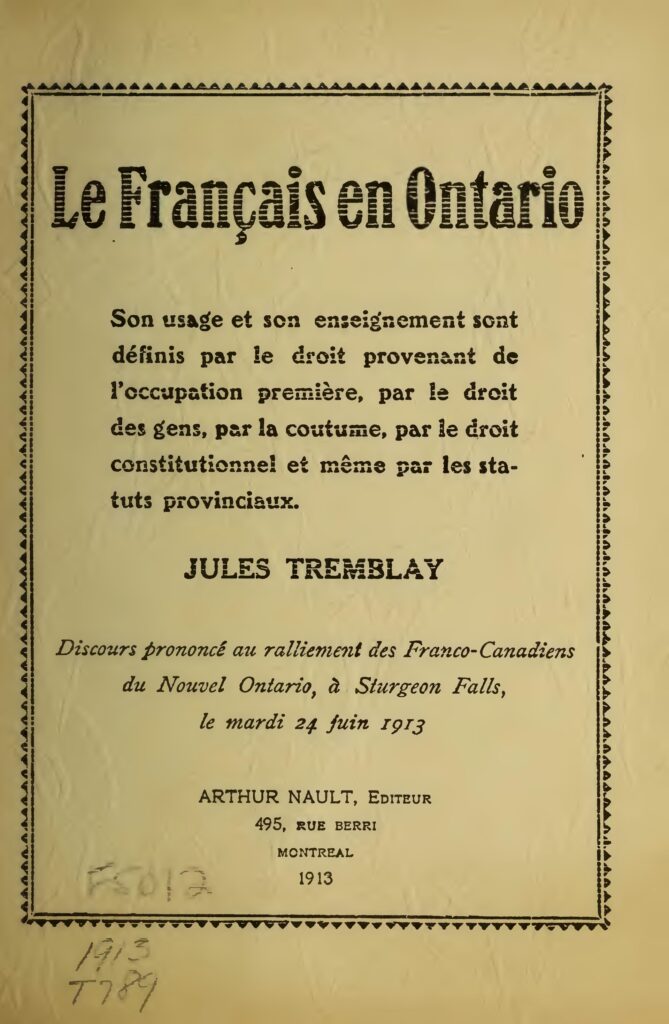 Le Français en Ontario
Son usage et son enseignement sont
définis par le droit provenant de
l'occupation première, par le droit
des gens, par la coutume, par le droit
constitutionnel et même par les sta-
tuts provinciaux.
JULES TREMBLAY
Discours prononcé au ralliement des Franco-Canadiens
du Nouvel Ontario, à Sturgeon Falls,
le mardi 24 Juin 1913
ARTHUR NAULT, EDITEUR
495, RUE BERRI
MONTREAL
1913
1913
T789